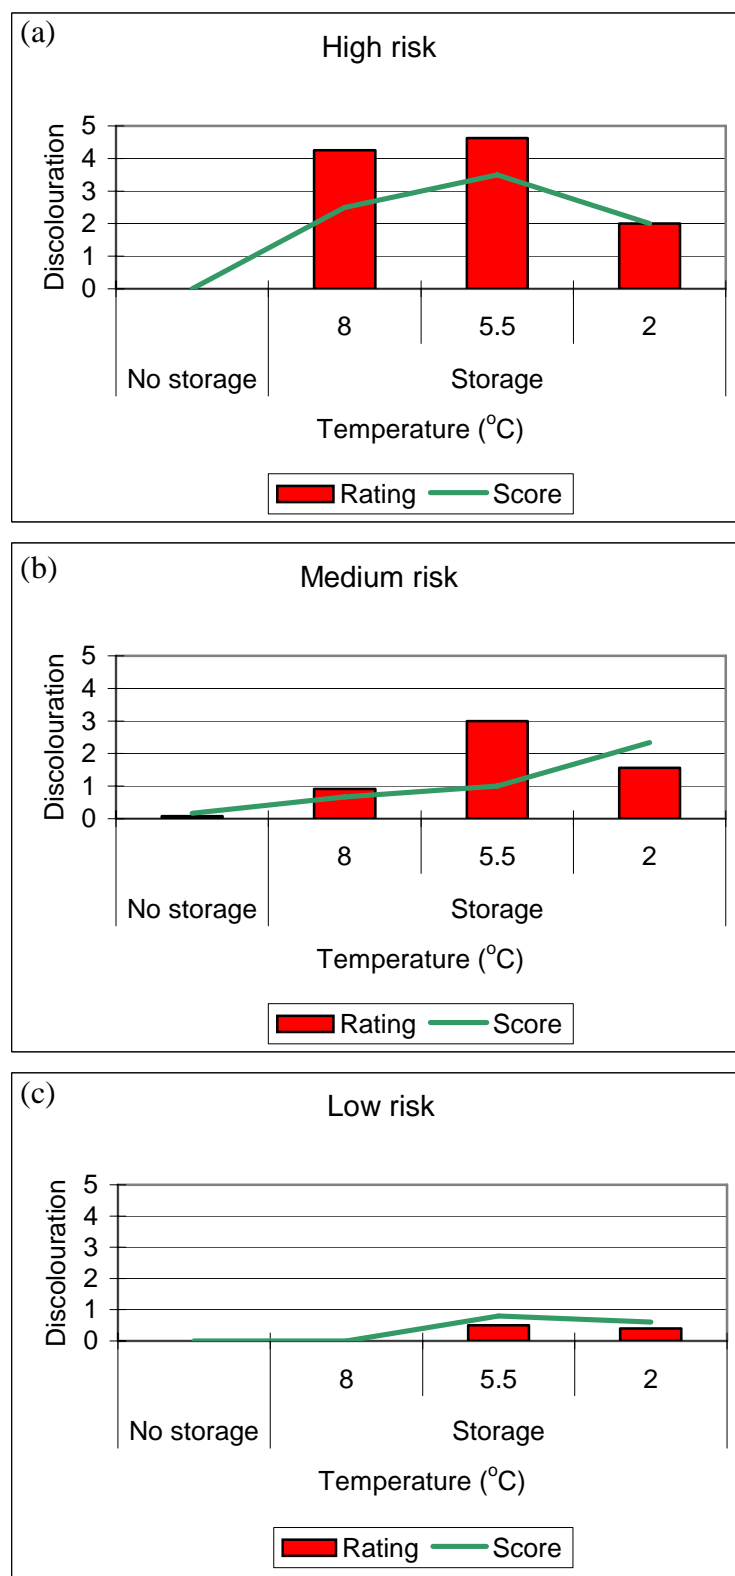 (a)
High risk
Discolouration
5
4
3
2
1
0
8 5.5 2
No storage Storage
Temperature (°C)
Rating Score
(b)
Medium risk
Discolouration
5
4
3
2
1
0
8 5.5 2
No storage Storage
Temperature (°C)
Rating Score
(c)
Low risk
Discolouration
5
4
3
2
1
0
8 5.5 2
No storage Storage
Temperature (°C)
Rating Score